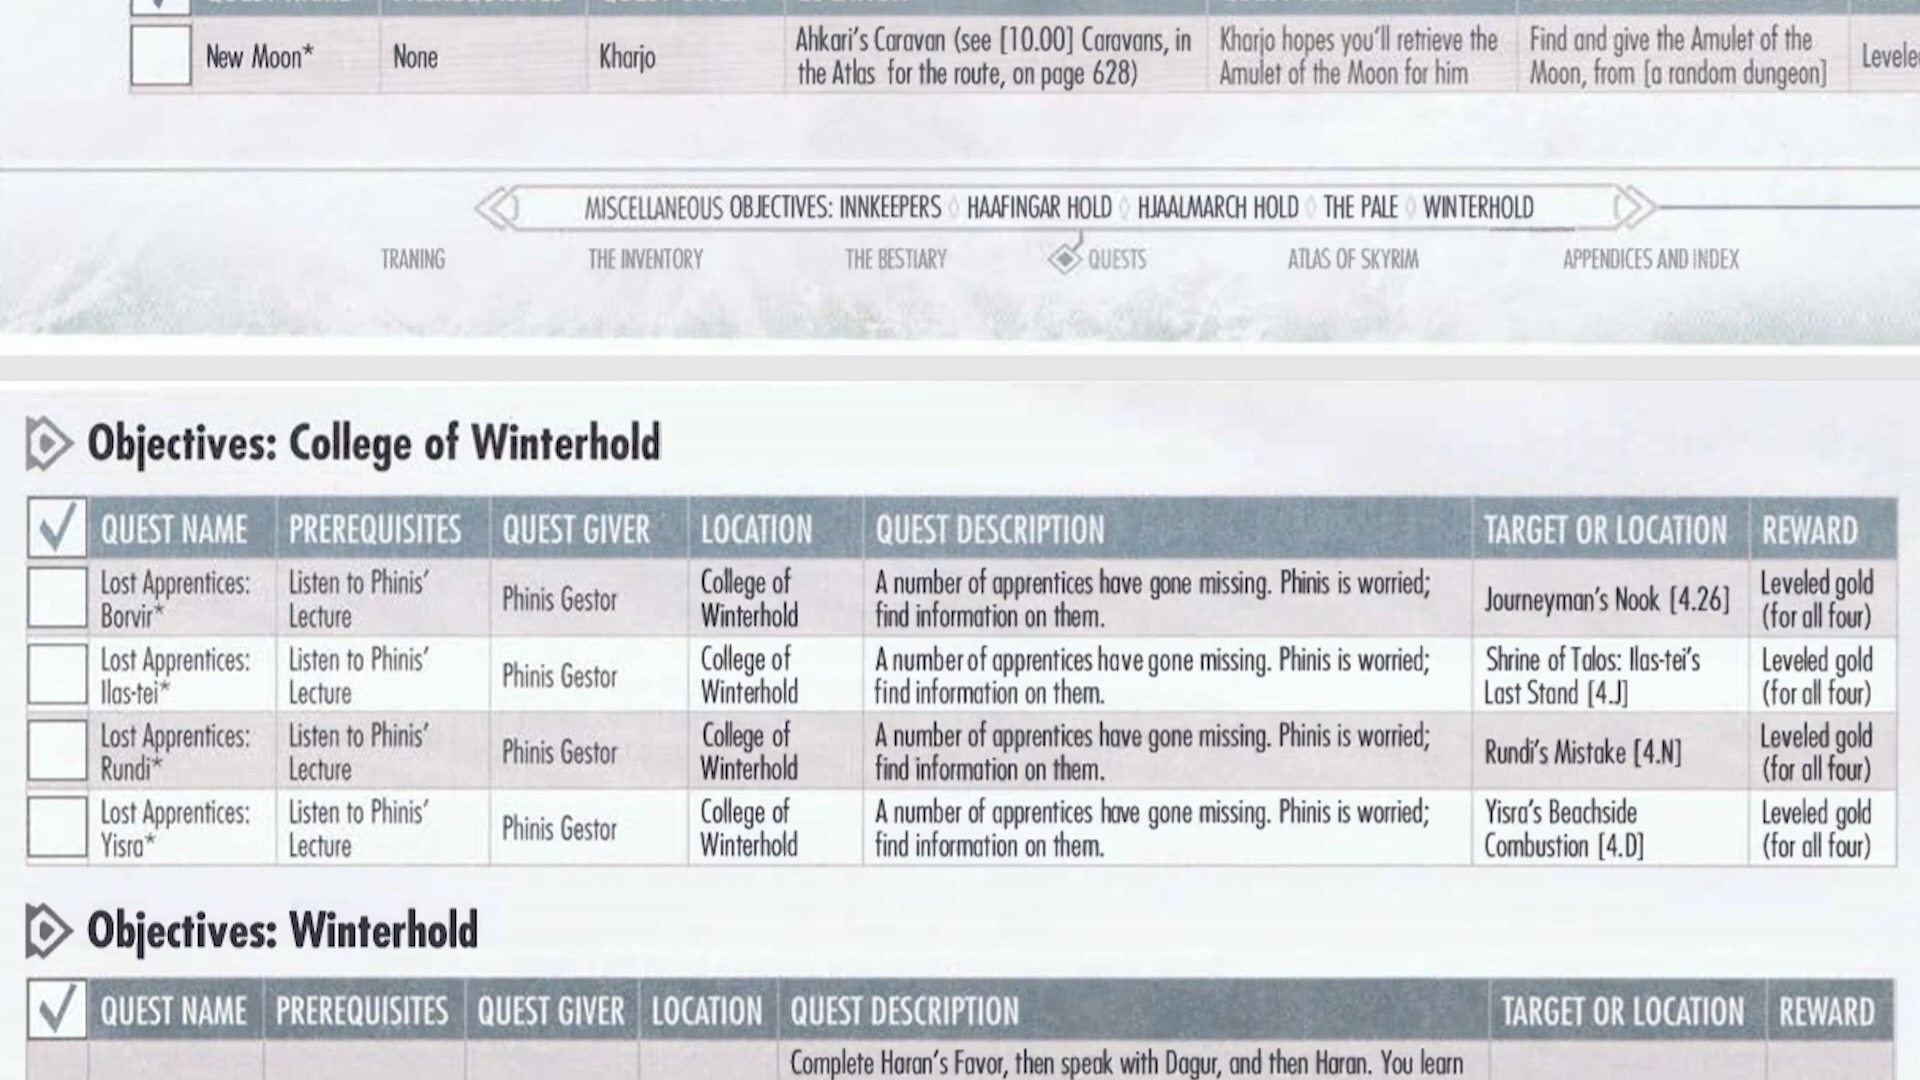 New Moon* None Kharjo Ahkari's Caravan (see [10.00] Caravans, in the Atlas for the route, on page 628) Kharjo hopes you'll retrieve the Amulet of the Moon for him Find and give the Amulet of the Moon, from [a random dungeon]
MISCELLANEOUS OBJECTIVES: INNKEEPERS ◊ HAAFINGAR HOLD ◊ HJAALMARCH HOLD ◊ THE PALE ◊ WINTERHOLD
TRANING THE INVENTORY THE BESTIARY QUESTS ATLAS OF SKYRIM APPENDICES AND INDEX
Objectives: College of Winterhold
QUEST NAME PREREQUISITES QUEST GIVER LOCATION QUEST DESCRIPTION TARGET OR LOCATION REWARD
Lost Apprentices: Borvir* Listen to Phinis' Lecture Phinis Gestor College of Winterhold A number of apprentices have gone missing. Phinis is worried; find information on them. Journeyman's Nook [4.26] Leveled gold (for all four)
Lost Apprentices: Ilas-tei* Listen to Phinis' Lecture Phinis Gestor College of Winterhold A number of apprentices have gone missing. Phinis is worried; find information on them. Shrine of Talos: Ilas-tei's Last Stand [4.J] Leveled gold (for all four)
Lost Apprentices: Rundi* Listen to Phinis' Lecture Phinis Gestor College of Winterhold A number of apprentices have gone missing. Phinis is worried; find information on them. Rundi's Mistake [4.N] Leveled gold (for all four)
Lost Apprentices: Yisra* Listen to Phinis' Lecture Phinis Gestor College of Winterhold A number of apprentices have gone missing. Phinis is worried; find information on them. Yisra's Beachside Combustion [4.D] Leveled gold (for all four)
Objectives: Winterhold
QUEST NAME PREREQUISITES QUEST GIVER LOCATION QUEST DESCRIPTION TARGET OR LOCATION REWARD
Complete Haran's Favor, then speak with Dagur, and then Haran. You learn